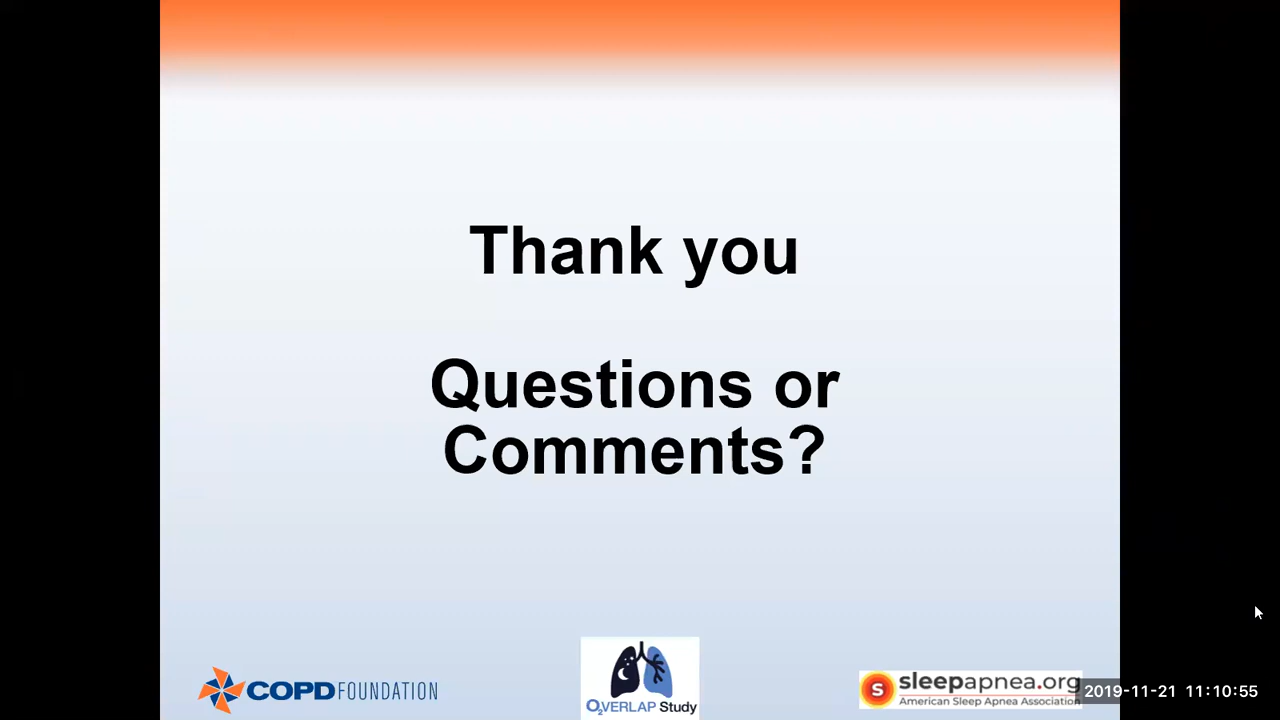 Thank you
Questions or
Comments?
COPD FOUNDATION
O₂VERLAP Study
S sleepapnea.org
American Sleep Apnea Association
2019-11-21 11:10:55